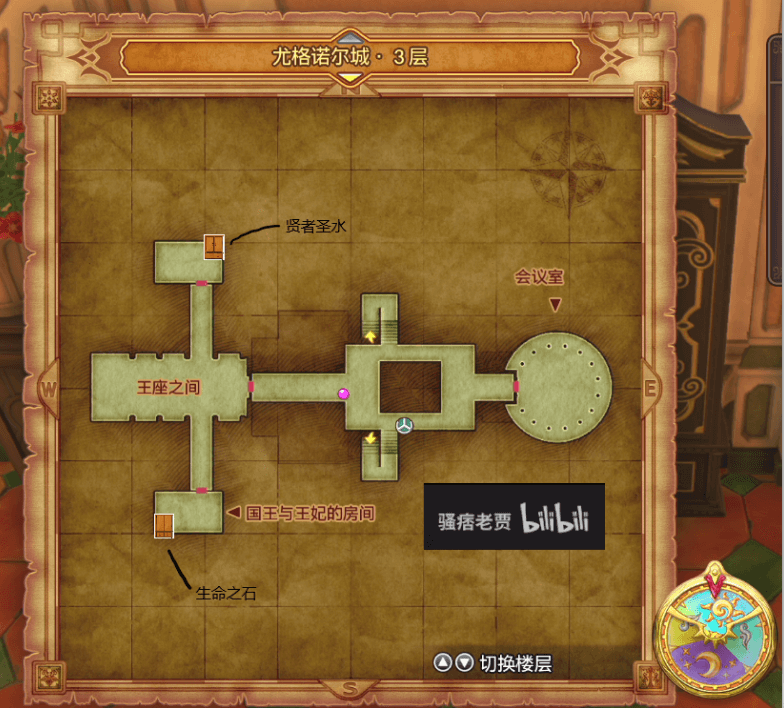 尤格诺尔城·3层
N
贤者圣水
会议室
王座之间
W
E
国王与王妃的房间
骚痞老贾 bilibili
生命之石
切换楼层
S